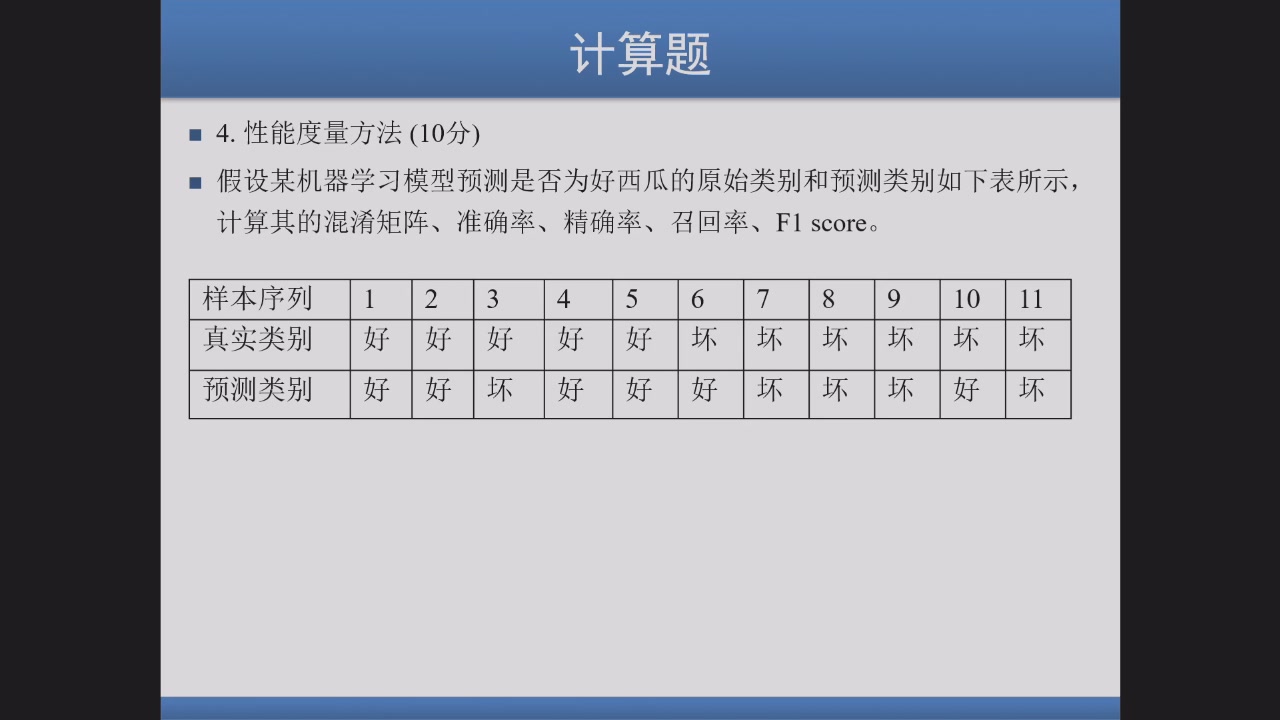 计算题
4. 性能度量方法 (10分)
假设某机器学习模型预测是否为好西瓜的原始类别和预测类别如下表所示，
计算其的混淆矩阵、准确率、精确率、召回率、F1 score。
样本序列 1 2 3 4 5 6 7 8 9 10 11
真实类别 好 好 好 好 好 坏 坏 坏 坏 坏 坏
预测类别 好 好 坏 好 好 好 坏 坏 坏 好 坏